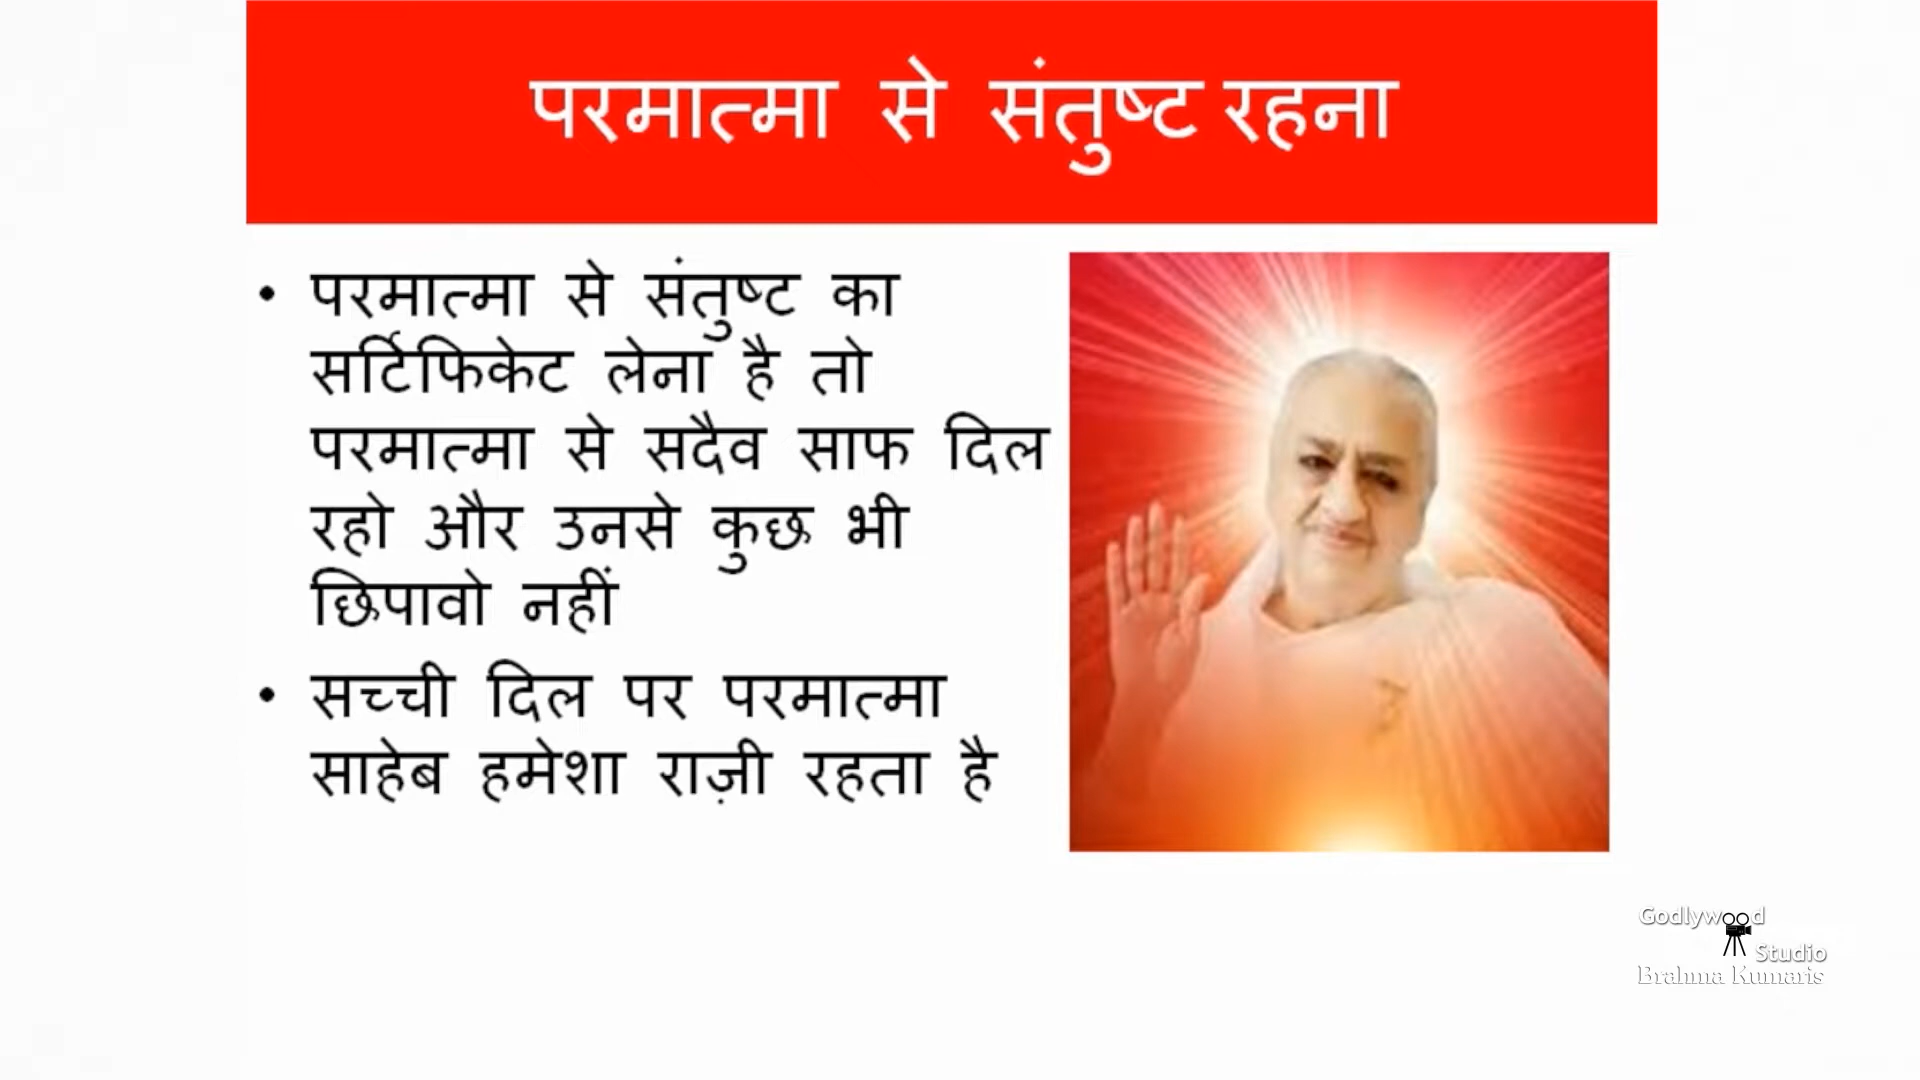 परमात्मा से संतुष्ट रहना
• परमात्मा से संतुष्ट का
सर्टिफिकेट लेना है तो
परमात्मा से सदैव साफ दिल
रहो और उनसे कुछ भी
छिपावो नहीं
• सच्ची दिल पर परमात्मा
साहेब हमेशा राज़ी रहता है
Godlywood
Studio
Brahma Kumaris